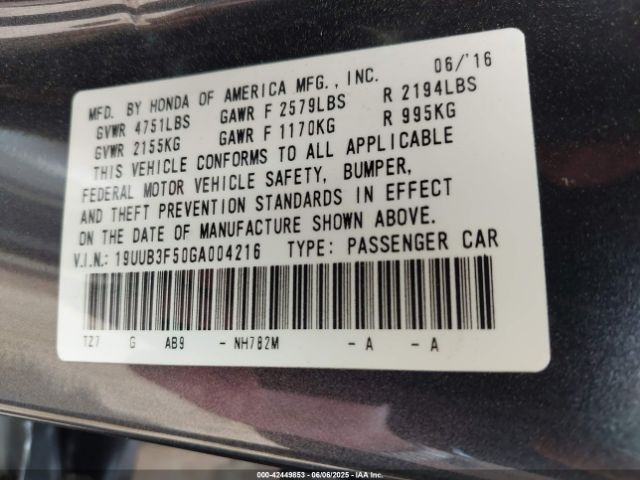 MFD. BY HONDA OF AMERICA MFG., INC. 06/'16
GVWR 4751LBS GAWR F 2579LBS R 2194LBS
GVWR 2155KG GAWR F 1170KG R 995KG
THIS VEHICLE CONFORMS TO ALL APPLICABLE
FEDERAL MOTOR VEHICLE SAFETY, BUMPER,
AND THEFT PREVENTION STANDARDS IN EFFECT
ON THE DATE OF MANUFACTURE SHOWN ABOVE.
V.I.N.: 19UUB3F50GA004216 TYPE: PASSENGER CAR
TZ7 G AB9 - NH782M - A - A
000-42449853 - 06/06/2025 - IAA Inc.